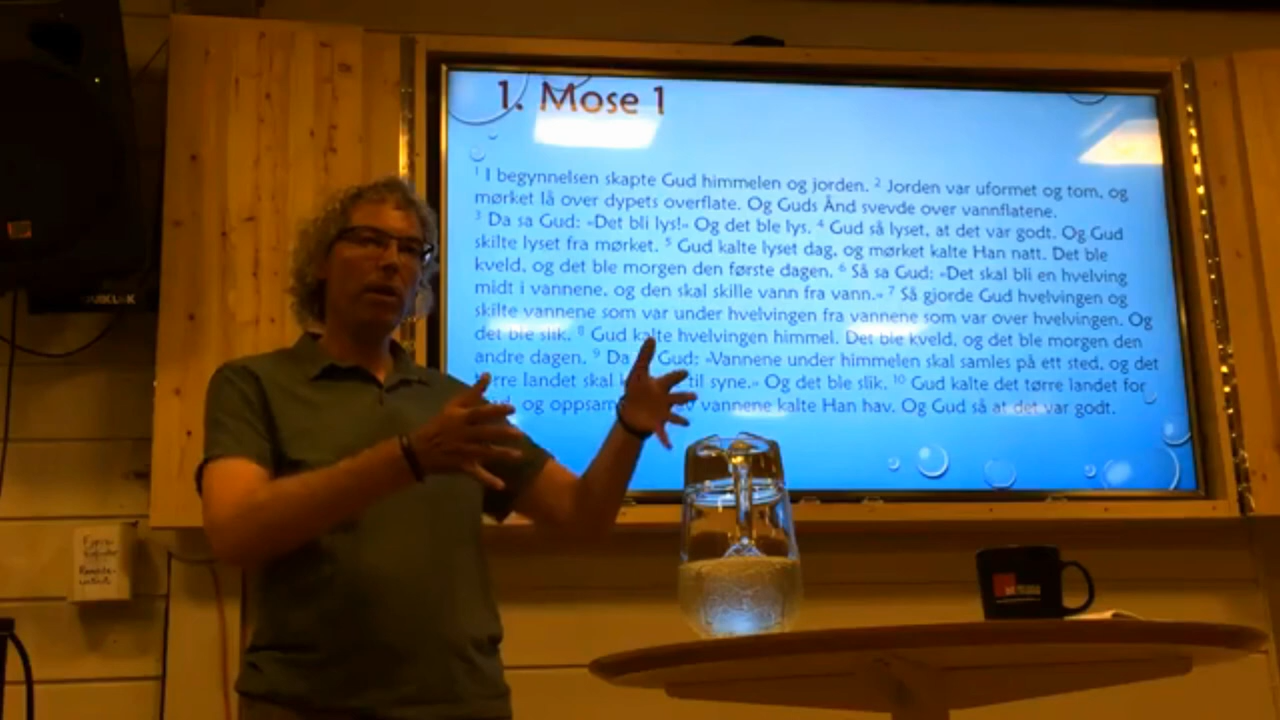 1. Mose 1
1 I begynnelsen skapte Gud himmelen og jorden. 2 Jorden var uformet og tom, og
mørket lå over dypets overflate. Og Guds Ånd svevde over vannflatene.
3 Da sa Gud: «Det bli lys!» Og det ble lys. 4 Gud så lyset, at det var godt. Og Gud
skilte lyset fra mørket. 5 Gud kalte lyset dag, og mørket kalte Han natt. Det ble
kveld, og det ble morgen den første dagen. 6 Så sa Gud: «Det skal bli en hvelving
midt i vannene, og den skal skille vann fra vann.» 7 Så gjorde Gud hvelvingen og
skilte vannene som var under hvelvingen fra vannene som var over hvelvingen. Og
det ble slik. 8 Gud kalte hvelvingen himmel. Det ble kveld, og det ble morgen den
andre dagen. 9 Da Gud: «Vannene under himmelen skal samles på ett sted, og det
landet skal til syne.» Og det ble slik. 10 Gud kalte det tørre landet for
og vannene kalte Han hav. Og Gud så at det var godt.